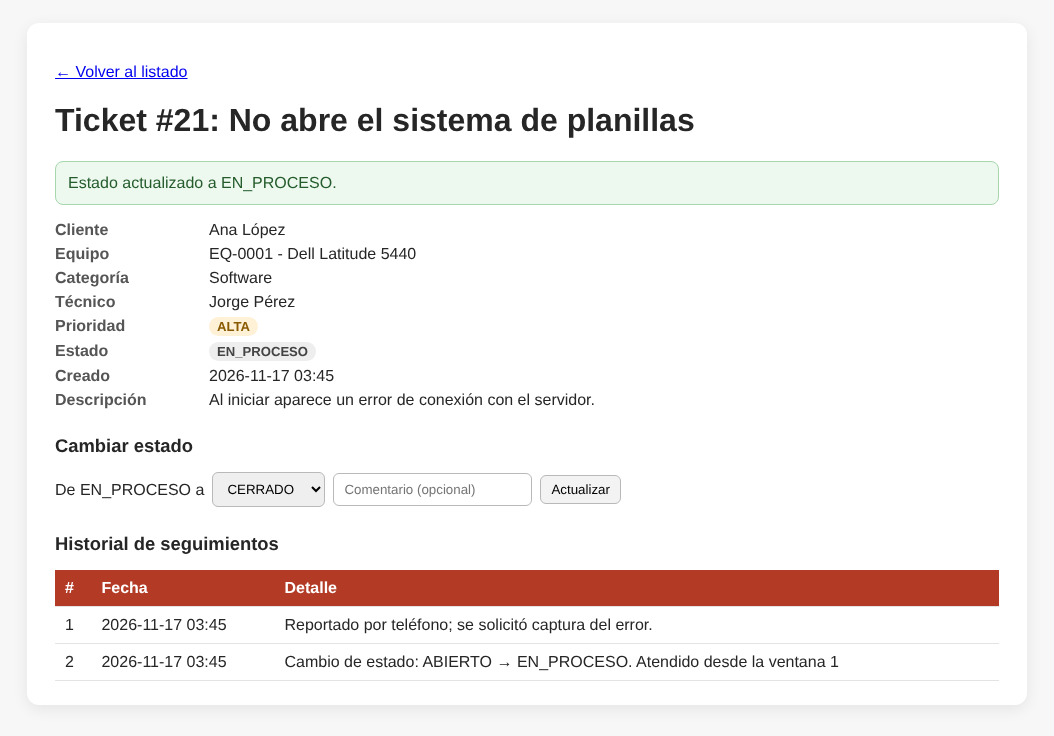 ← Volver al listado
Ticket #21: No abre el sistema de planillas
Estado actualizado a EN_PROCESO.
Cliente Ana López
Equipo EQ-0001 - Dell Latitude 5440
Categoría Software
Técnico Jorge Pérez
Prioridad ALTA
Estado EN_PROCESO
Creado 2026-11-17 03:45
Descripción Al iniciar aparece un error de conexión con el servidor.
Cambiar estado
De EN_PROCESO a CERRADO Comentario (opcional) Actualizar
Historial de seguimientos
# Fecha Detalle
1 2026-11-17 03:45 Reportado por teléfono; se solicitó captura del error.
2 2026-11-17 03:45 Cambio de estado: ABIERTO → EN_PROCESO. Atendido desde la ventana 1